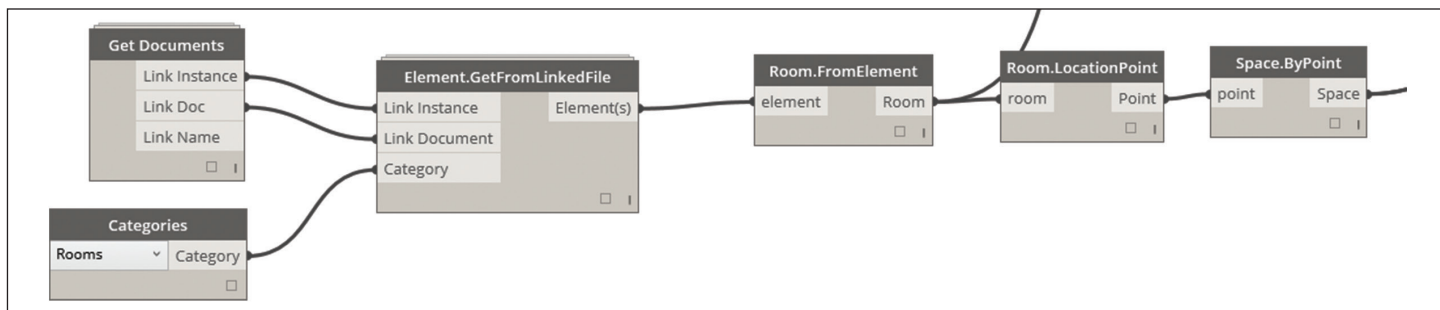 Get Documents
Link Instance
Link Doc
Link Name
Categories
Rooms
Category
Element.GetFromLinkedFile
Link Instance
Element(s)
Link Document
Category
Room.FromElement
element
Room
Room.LocationPoint
room
Point
Space.ByPoint
point
Space